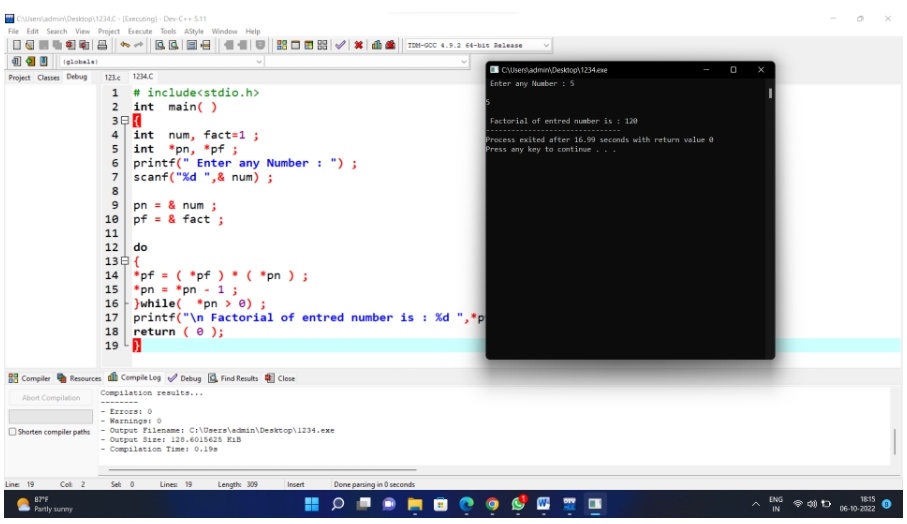 C:\Users\admin\Desktop\1234.C - [Executing] - Dev-C++ 5.11
File Edit Search View Project Execute Tools AStyle Window Help
TDM-GCC 4.9.2 64-bit Release
(globals)
Project Classes Debug 123.c 1234.C
1 # include<stdio.h>
2 int main( )
3 {
4 int num, fact=1 ;
5 int *pn, *pf ;
6 printf(" Enter any Number : ") ;
7 scanf("%d ",& num) ;
8
9 pn = & num ;
10 pf = & fact ;
11
12 do
13 {
14 *pf = ( *pf ) * ( *pn ) ;
15 *pn = *pn - 1 ;
16 }while( *pn > 0) ;
17 printf("\n Factorial of entred number is : %d ",*p
18 return ( 0 );
19 }
C:\Users\admin\Desktop\1234.exe
Enter any Number : 5
5
Factorial of entred number is : 120
--------------------------------
Process exited after 16.99 seconds with return value 0
Press any key to continue . . .
Compiler Resources Compile Log Debug Find Results Close
Abort Compilation
Shorten compiler paths
Compilation results...
--------
- Errors: 0
- Warnings: 0
- Output Filename: C:\Users\admin\Desktop\1234.exe
- Output Size: 128.6015625 KiB
- Compilation Time: 0.19s
Line: 19 Col: 2 Sel: 0 Lines: 19 Length: 309 Insert Done parsing in 0 seconds
87°F
Partly sunny
ENG
IN
18:15
06-10-2022